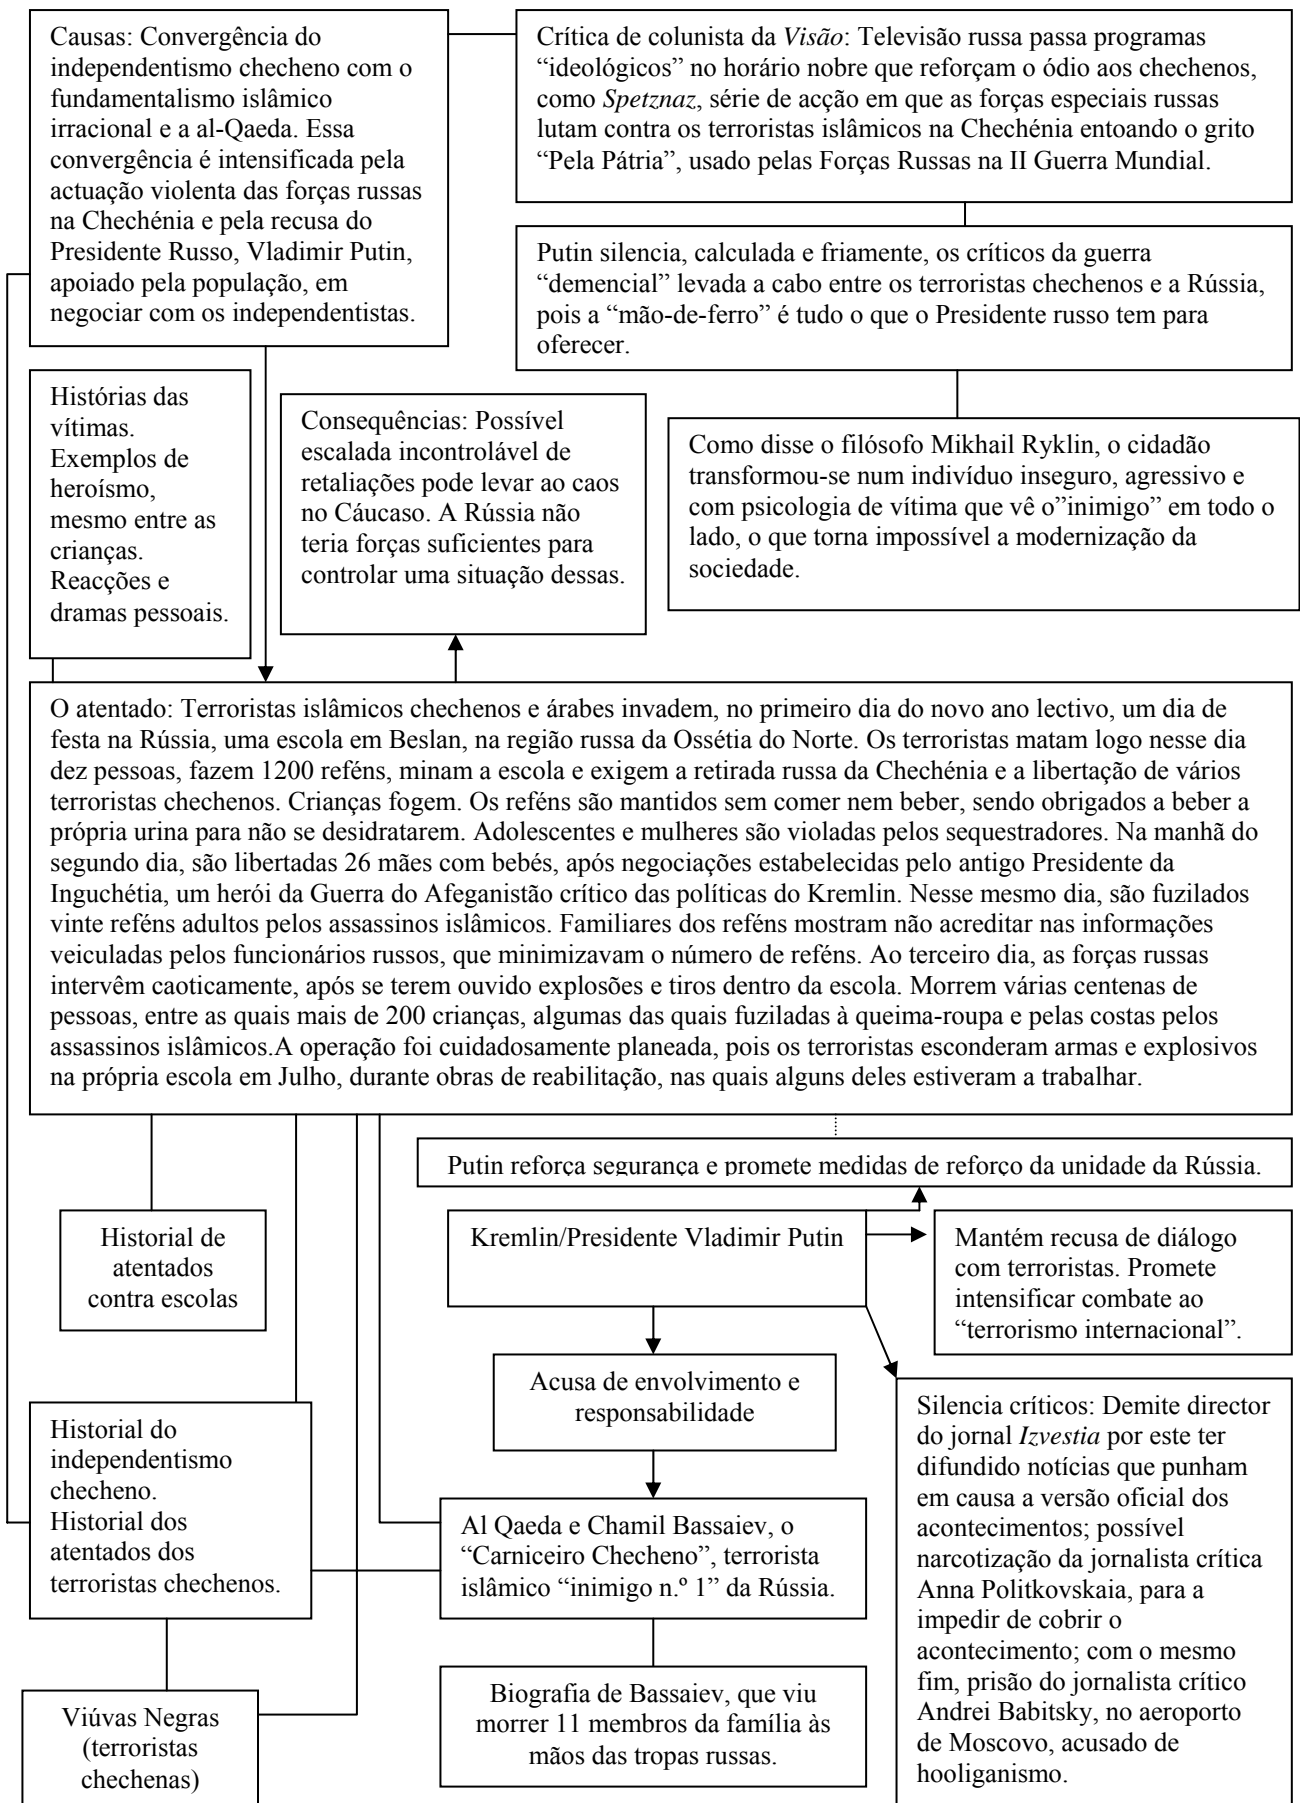 Causas: Convergência do
independentismo checheno com o
fundamentalismo islâmico
irracional e a al-Qaeda. Essa
convergência é intensificada pela
actuação violenta das forças russas
na Chechénia e pela recusa do
Presidente Russo, Vladimir Putin,
apoiado pela população, em
negociar com os independentistas.
Crítica de colunista da Visão: Televisão russa passa programas
“ideológicos” no horário nobre que reforçam o ódio aos chechenos,
como Spetznaz, série de acção em que as forças especiais russas
lutam contra os terroristas islâmicos na Chechénia entoando o grito
“Pela Pátria”, usado pelas Forças Russas na II Guerra Mundial.
Putin silencia, calculada e friamente, os críticos da guerra
“demencial” levada a cabo entre os terroristas chechenos e a Rússia,
pois a “mão-de-ferro” é tudo o que o Presidente russo tem para
oferecer.
Histórias das
vítimas.
Exemplos de
heroísmo,
mesmo entre as
crianças.
Reacções e
dramas pessoais.
Consequências: Possível
escalada incontrolável de
retaliações pode levar ao caos
no Cáucaso. A Rússia não
teria forças suficientes para
controlar uma situação dessas.
Como disse o filósofo Mikhail Ryklin, o cidadão
transformou-se num indivíduo inseguro, agressivo e
com psicologia de vítima que vê o”inimigo” em todo o
lado, o que torna impossível a modernização da
sociedade.
O atentado: Terroristas islâmicos chechenos e árabes invadem, no primeiro dia do novo ano lectivo, um dia de
festa na Rússia, uma escola em Beslan, na região russa da Ossétia do Norte. Os terroristas matam logo nesse dia
dez pessoas, fazem 1200 reféns, minam a escola e exigem a retirada russa da Chechénia e a libertação de vários
terroristas chechenos. Crianças fogem. Os reféns são mantidos sem comer nem beber, sendo obrigados a beber a
própria urina para não se desidratarem. Adolescentes e mulheres são violadas pelos sequestradores. Na manhã do
segundo dia, são libertadas 26 mães com bebés, após negociações estabelecidas pelo antigo Presidente da
Inguchétia, um herói da Guerra do Afeganistão crítico das políticas do Kremlin. Nesse mesmo dia, são fuzilados
vinte reféns adultos pelos assassinos islâmicos. Familiares dos reféns mostram não acreditar nas informações
veiculadas pelos funcionários russos, que minimizavam o número de reféns. Ao terceiro dia, as forças russas
intervêm caoticamente, após se terem ouvido explosões e tiros dentro da escola. Morrem várias centenas de
pessoas, entre as quais mais de 200 crianças, algumas das quais fuziladas à queima-roupa e pelas costas pelos
assassinos islâmicos.A operação foi cuidadosamente planeada, pois os terroristas esconderam armas e explosivos
na própria escola em Julho, durante obras de reabilitação, nas quais alguns deles estiveram a trabalhar.
Putin reforça segurança e promete medidas de reforço da unidade da Rússia.
Historial de
atentados
contra escolas
Kremlin/Presidente Vladimir Putin
Mantém recusa de diálogo
com terroristas. Promete
intensificar combate ao
“terrorismo internacional”.
Acusa de envolvimento e
responsabilidade
Historial do
independentismo
checheno.
Historial dos
atentados dos
terroristas chechenos.
Al Qaeda e Chamil Bassaiev, o
“Carniceiro Checheno”, terrorista
islâmico “inimigo n.º 1” da Rússia.
Silencia críticos: Demite director
do jornal Izvestia por este ter
difundido notícias que punham
em causa a versão oficial dos
acontecimentos; possível
narcotização da jornalista crítica
Anna Politkovskaia, para a
impedir de cobrir o
acontecimento; com o mesmo
fim, prisão do jornalista crítico
Andrei Babitsky, no aeroporto
de Moscovo, acusado de
hooliganismo.
Viúvas Negras
(terroristas
chechenas)
Biografia de Bassaiev, que viu
morrer 11 membros da família às
mãos das tropas russas.